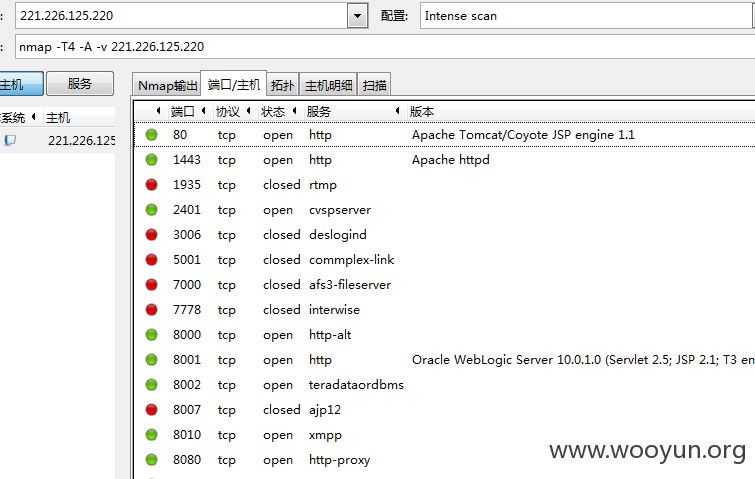 : 221.226.125.220 配置: Intense scan
: nmap -T4 -A -v 221.226.125.220
主机 服务 Nmap输出 端口/主机 拓扑 主机明细 扫描
系统 主机 端口 协议 状态 服务 版本
221.226.125
80 tcp open http Apache Tomcat/Coyote JSP engine 1.1
1443 tcp open http Apache httpd
1935 tcp closed rtmp
2401 tcp open cvspserver
3006 tcp closed deslogind
5001 tcp closed commplex-link
7000 tcp closed afs3-fileserver
7778 tcp closed interwise
8000 tcp open http-alt
8001 tcp open http Oracle WebLogic Server 10.0.1.0 (Servlet 2.5; JSP 2.1; T3 en
8002 tcp open teradataordbms
8007 tcp closed ajp12
8010 tcp open xmpp
8080 tcp open http-proxy
www.wooyun.org